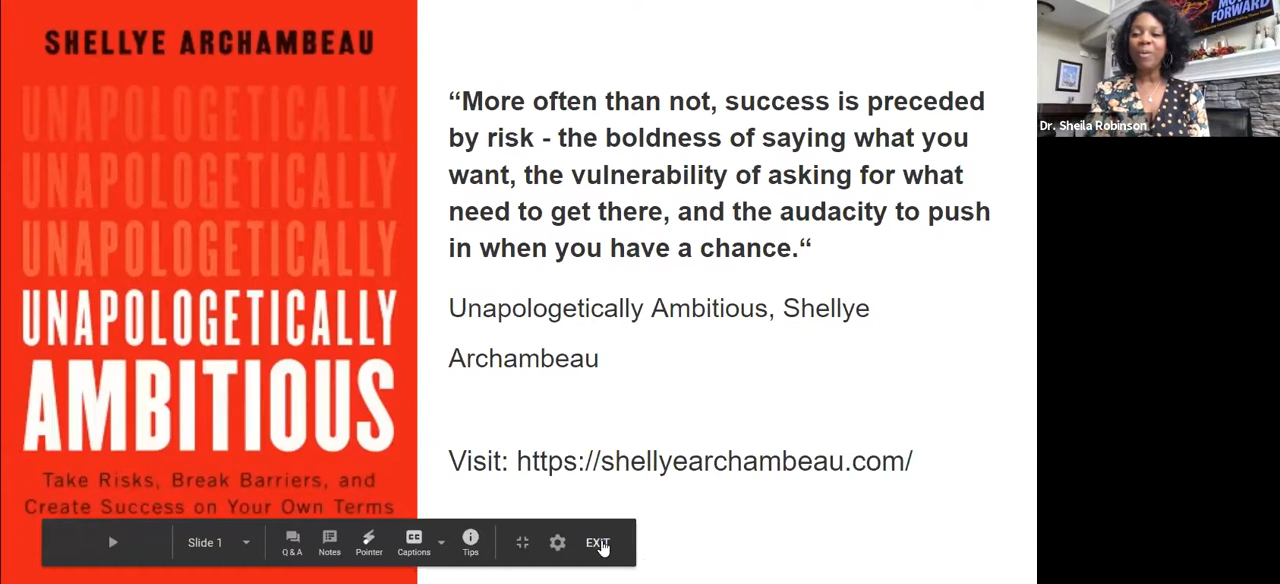 SHELLYE ARCHAMBEAU
UNAPOLOGETICALLY
UNAPOLOGETICALLY
UNAPOLOGETICALLY
UNAPOLOGETICALLY
AMBITIOUS
Take Risks, Break Barriers, and
Create Success on Your Own Terms
“More often than not, success is preceded
by risk - the boldness of saying what you
want, the vulnerability of asking for what
need to get there, and the audacity to push
in when you have a chance.“
Unapologetically Ambitious, Shellye
Archambeau
Visit: https://shellyearchambeau.com/
FORWARD
Dr. Sheila Robinson
Slide 1
Q & A
Notes
Pointer
CC
Captions
Tips
EXIT